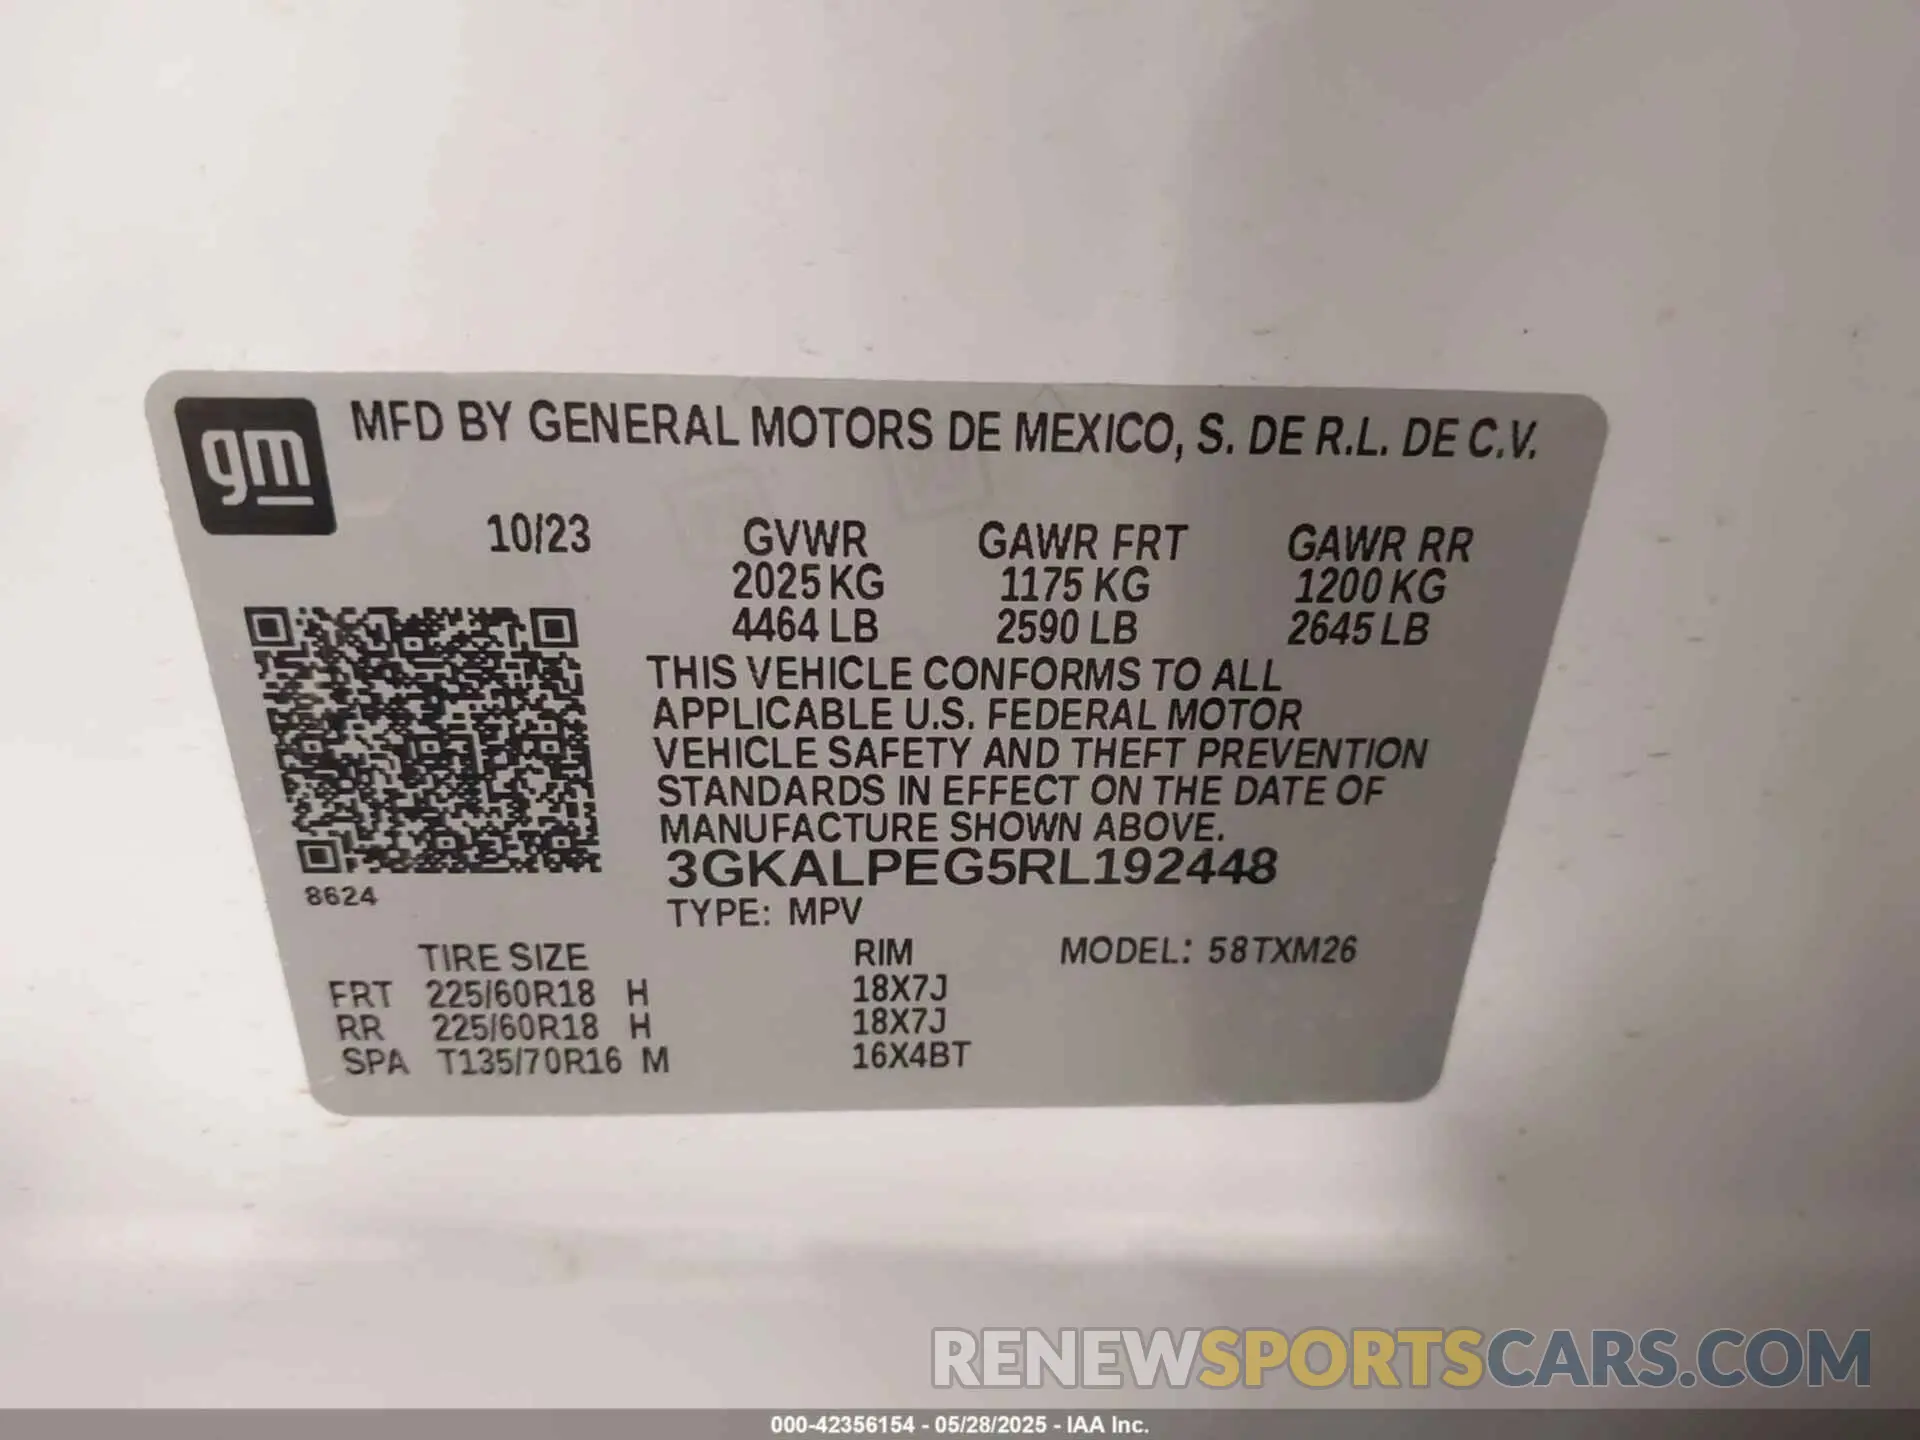 gm
MFD BY GENERAL MOTORS DE MEXICO, S. DE R.L. DE C.V.
10/23 GVWR GAWR FRT GAWR RR
2025 KG 1175 KG 1200 KG
4464 LB 2590 LB 2645 LB
THIS VEHICLE CONFORMS TO ALL
APPLICABLE U.S. FEDERAL MOTOR
VEHICLE SAFETY AND THEFT PREVENTION
STANDARDS IN EFFECT ON THE DATE OF
MANUFACTURE SHOWN ABOVE.
3GKALPEG5RL192448
8624
TYPE: MPV
TIRE SIZE RIM MODEL: 58TXM26
FRT 225/60R18 H 18X7J
RR 225/60R18 H 18X7J
SPA T135/70R16 M 16X4BT
RENEWSPORTSCARS.COM
000-42356154 - 05/28/2025 - IAA Inc.